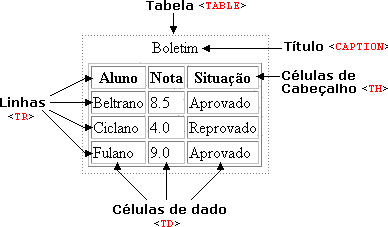 Tabela <TABLE>
Boletim
Título <CAPTION>
Aluno Nota Situação
Células de
Cabeçalho <TH>
Linhas
<TR>
Beltrano 8.5 Aprovado
Ciclano 4.0 Reprovado
Fulano 9.0 Aprovado
Células de dado
<TD>